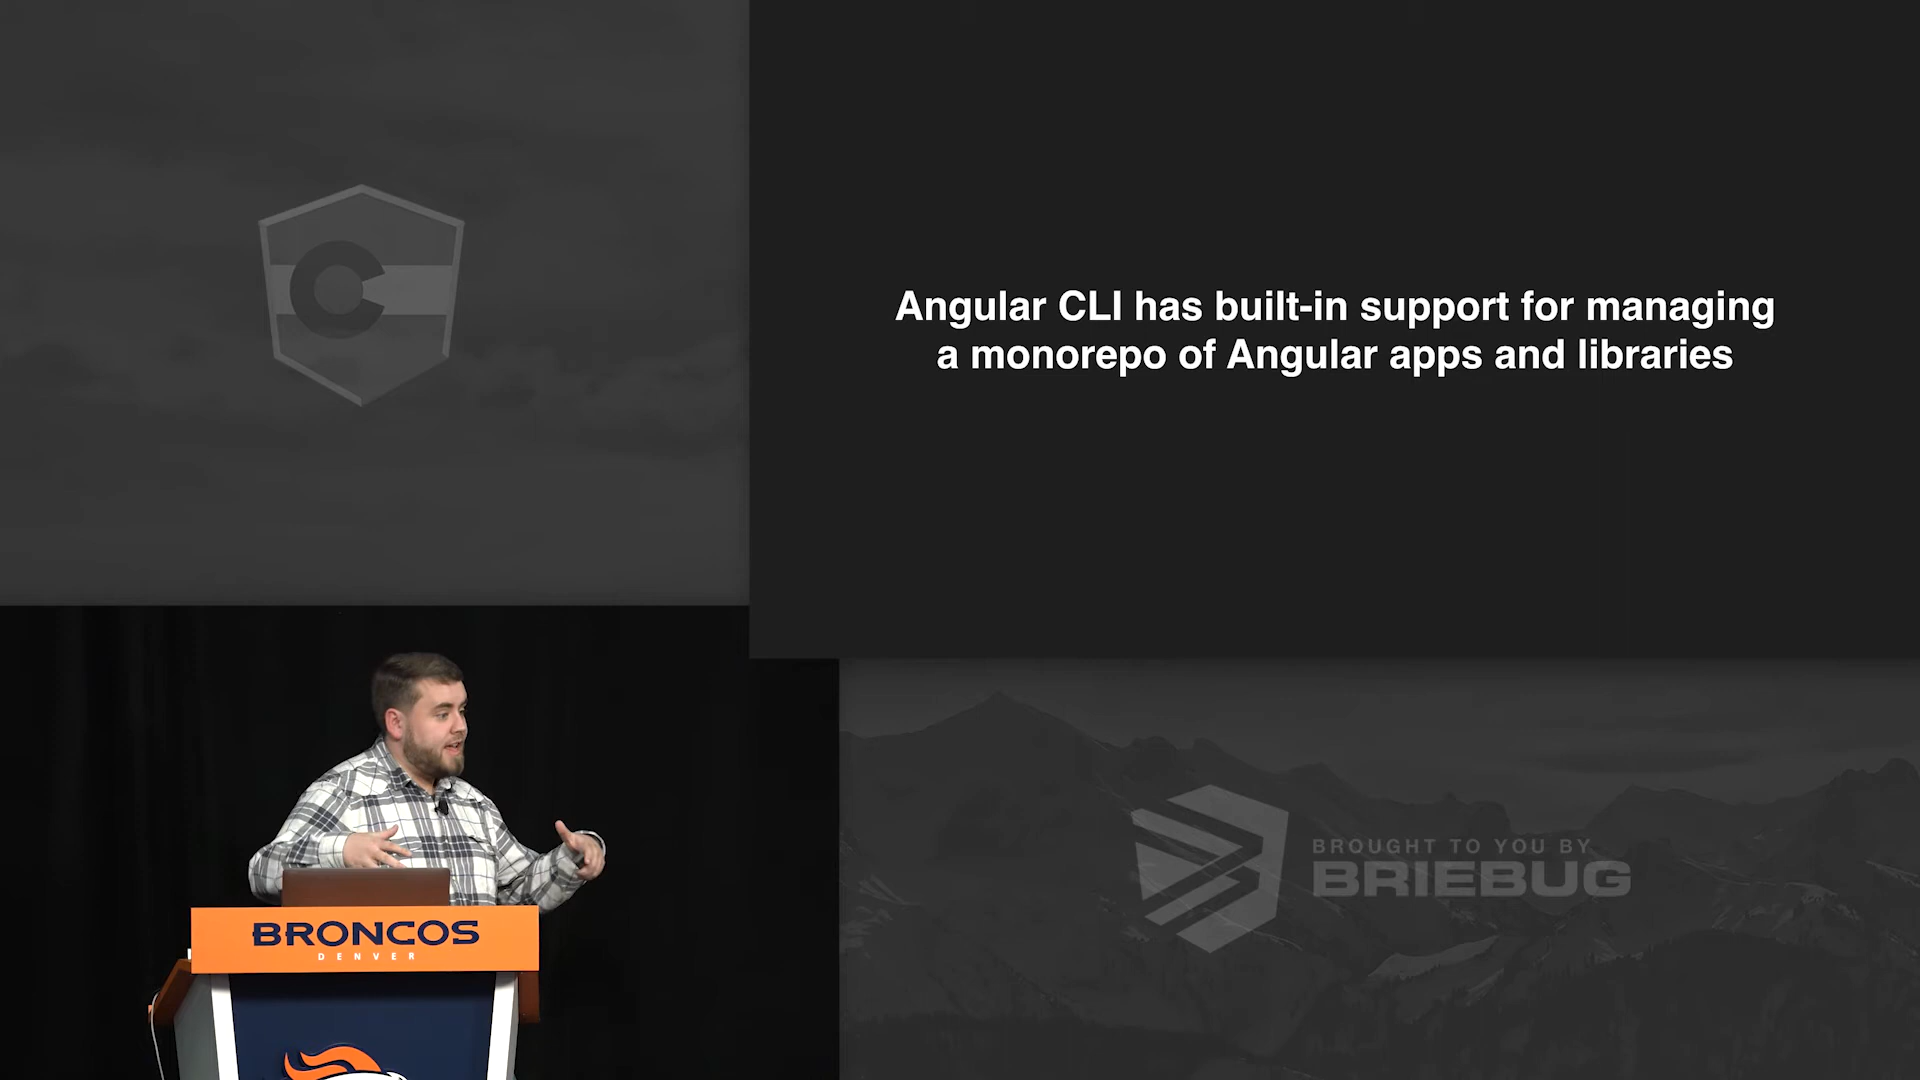 Angular CLI has built-in support for managing
a monorepo of Angular apps and libraries
BROUGHT TO YOU BY
BRIEBUG
BRONCOS
DENVER